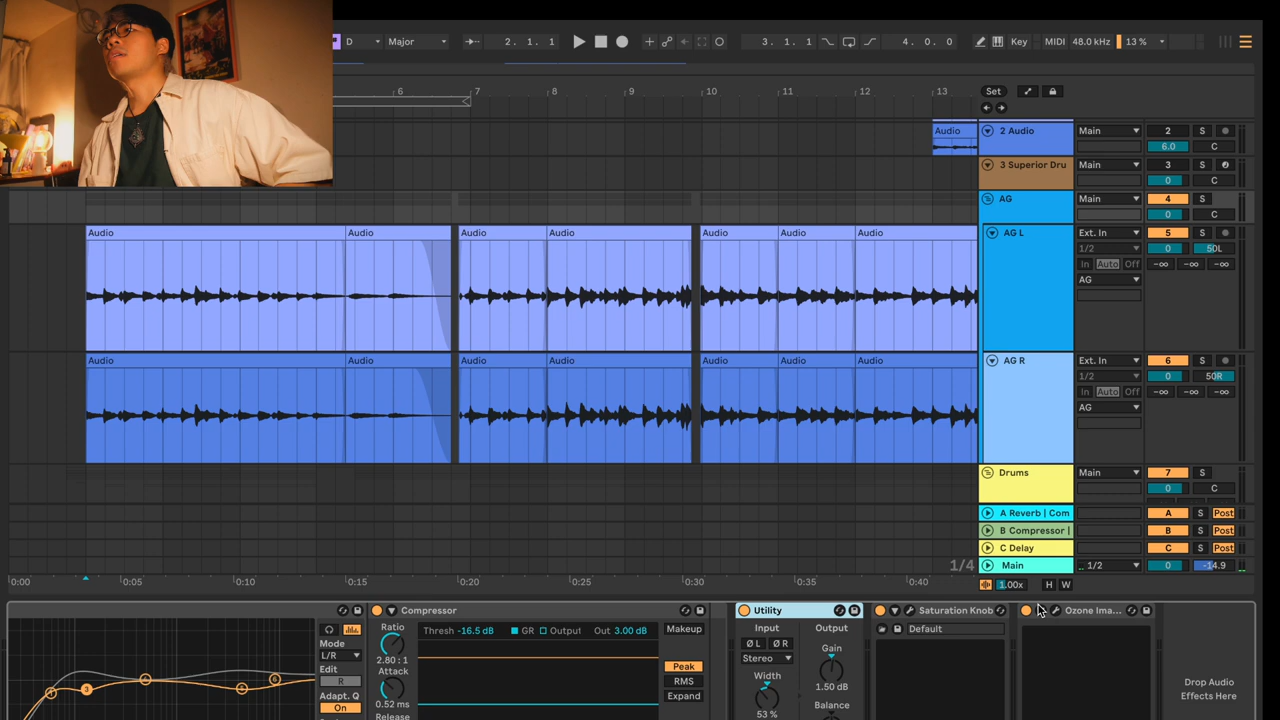 D Major 2. 1. 1 3. 1. 1 4. 0. 0 Key MIDI 48.0 kHz 13 %
6 7 8 9 10 11 12 13 Set
Audio 2 Audio Main 2 S
6.0 C
3 Superior Dru Main 3 S
0 C
AG Main 4 S
0 C
Audio Audio Audio Audio Audio Audio Audio AG L Ext. In 5 S
1/2 0 50L
In Auto Off -∞ -∞ -∞
AG
Audio Audio Audio Audio Audio Audio Audio AG R Ext. In 6 S
1/2 0 50R
In Auto Off -∞ -∞ -∞
AG
Drums Main 7 S
0 C
A Reverb | Com A S Post
B Compressor | B S Post
C Delay C S Post
1/4 Main 1/2 0 -14.9
0:00 0:05 0:10 0:15 0:20 0:25 0:30 0:35 0:40 1.00x H W
Compressor Utility Saturation Knob Ozone Ima...
Ratio Thresh -16.5 dB GR Output Out 3.00 dB Makeup Input Output Default
Mode
L/R 2.80 : 1 Ø L Ø R Gain
Edit Attack Peak Stereo
R RMS Width 1.50 dB Drop Audio
Adapt. Q 0.52 ms Expand Effects Here
On Release 53 % Balance